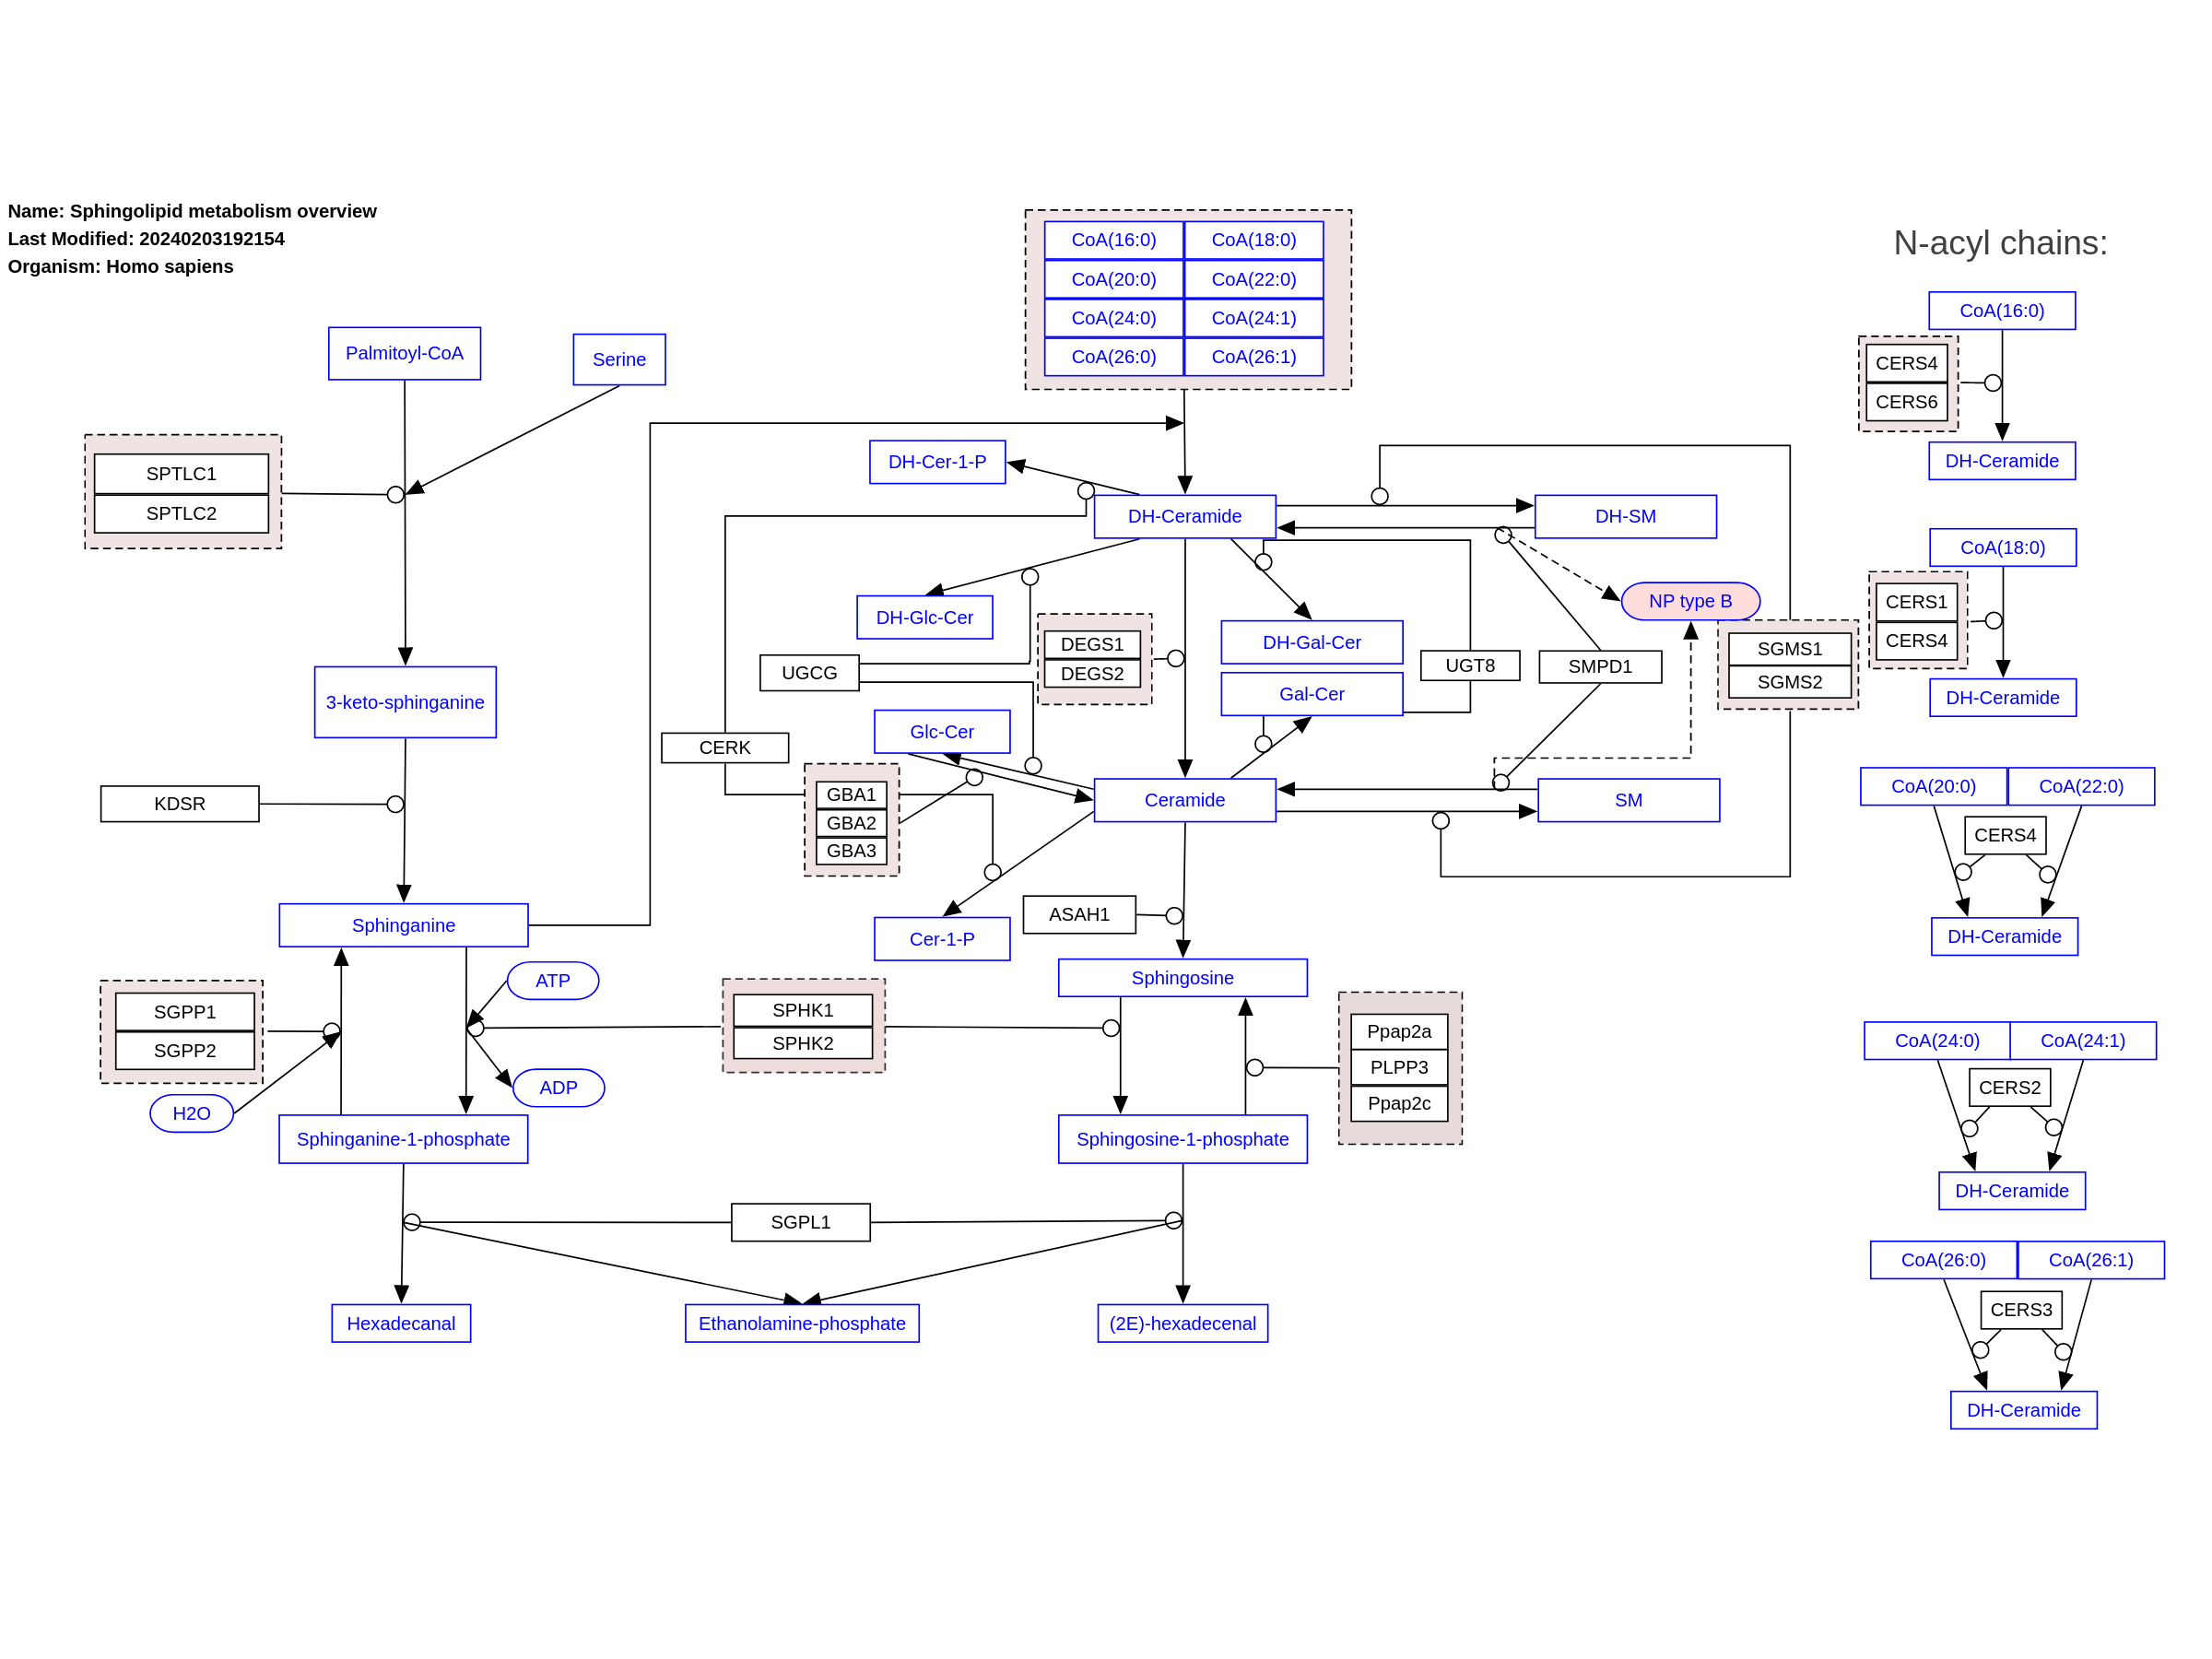 Name: Sphingolipid metabolism overview
Last Modified: 20240203192154
Organism: Homo sapiens
N-acyl chains:
CoA(16:0) CoA(18:0)
CoA(20:0) CoA(22:0)
CoA(24:0) CoA(24:1)
CoA(26:0) CoA(26:1)
Palmitoyl-CoA
Serine
SPTLC1
SPTLC2
3-keto-sphinganine
KDSR
Sphinganine
ATP
SGPP1
SGPP2
H2O
ADP
Sphinganine-1-phosphate
Hexadecanal
DH-Cer-1-P
DH-Ceramide
DH-SM
DH-Glc-Cer
NP type B
DEGS1
DEGS2
DH-Gal-Cer
Gal-Cer
UGCG
UGT8
SMPD1
SGMS1
SGMS2
CERK
Glc-Cer
GBA1
GBA2
GBA3
Ceramide
SM
ASAH1
Cer-1-P
Sphingosine
SPHK1
SPHK2
Ppap2a
PLPP3
Ppap2c
Sphingosine-1-phosphate
SGPL1
Ethanolamine-phosphate
(2E)-hexadecenal
CoA(16:0)
CERS4
CERS6
DH-Ceramide
CoA(18:0)
CERS1
CERS4
DH-Ceramide
CoA(20:0) CoA(22:0)
CERS4
DH-Ceramide
CoA(24:0) CoA(24:1)
CERS2
DH-Ceramide
CoA(26:0) CoA(26:1)
CERS3
DH-Ceramide